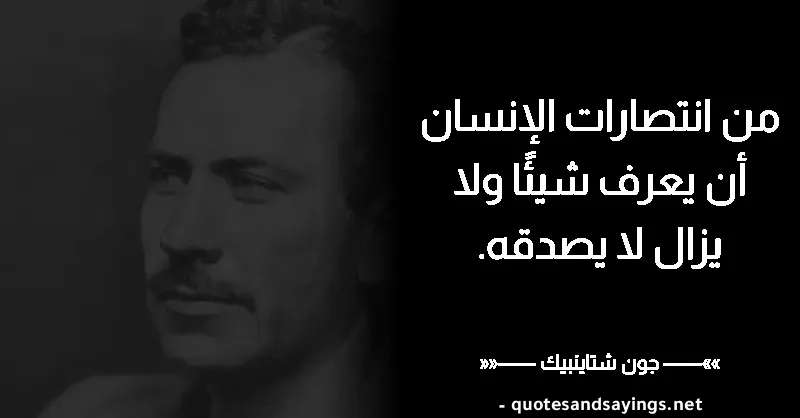 من انتصارات الإنسان
أن يعرف شيئًا ولا
يزال لا يصدقه.
»»—— جون شتاينبيك ——««
- quotesandsayings.net